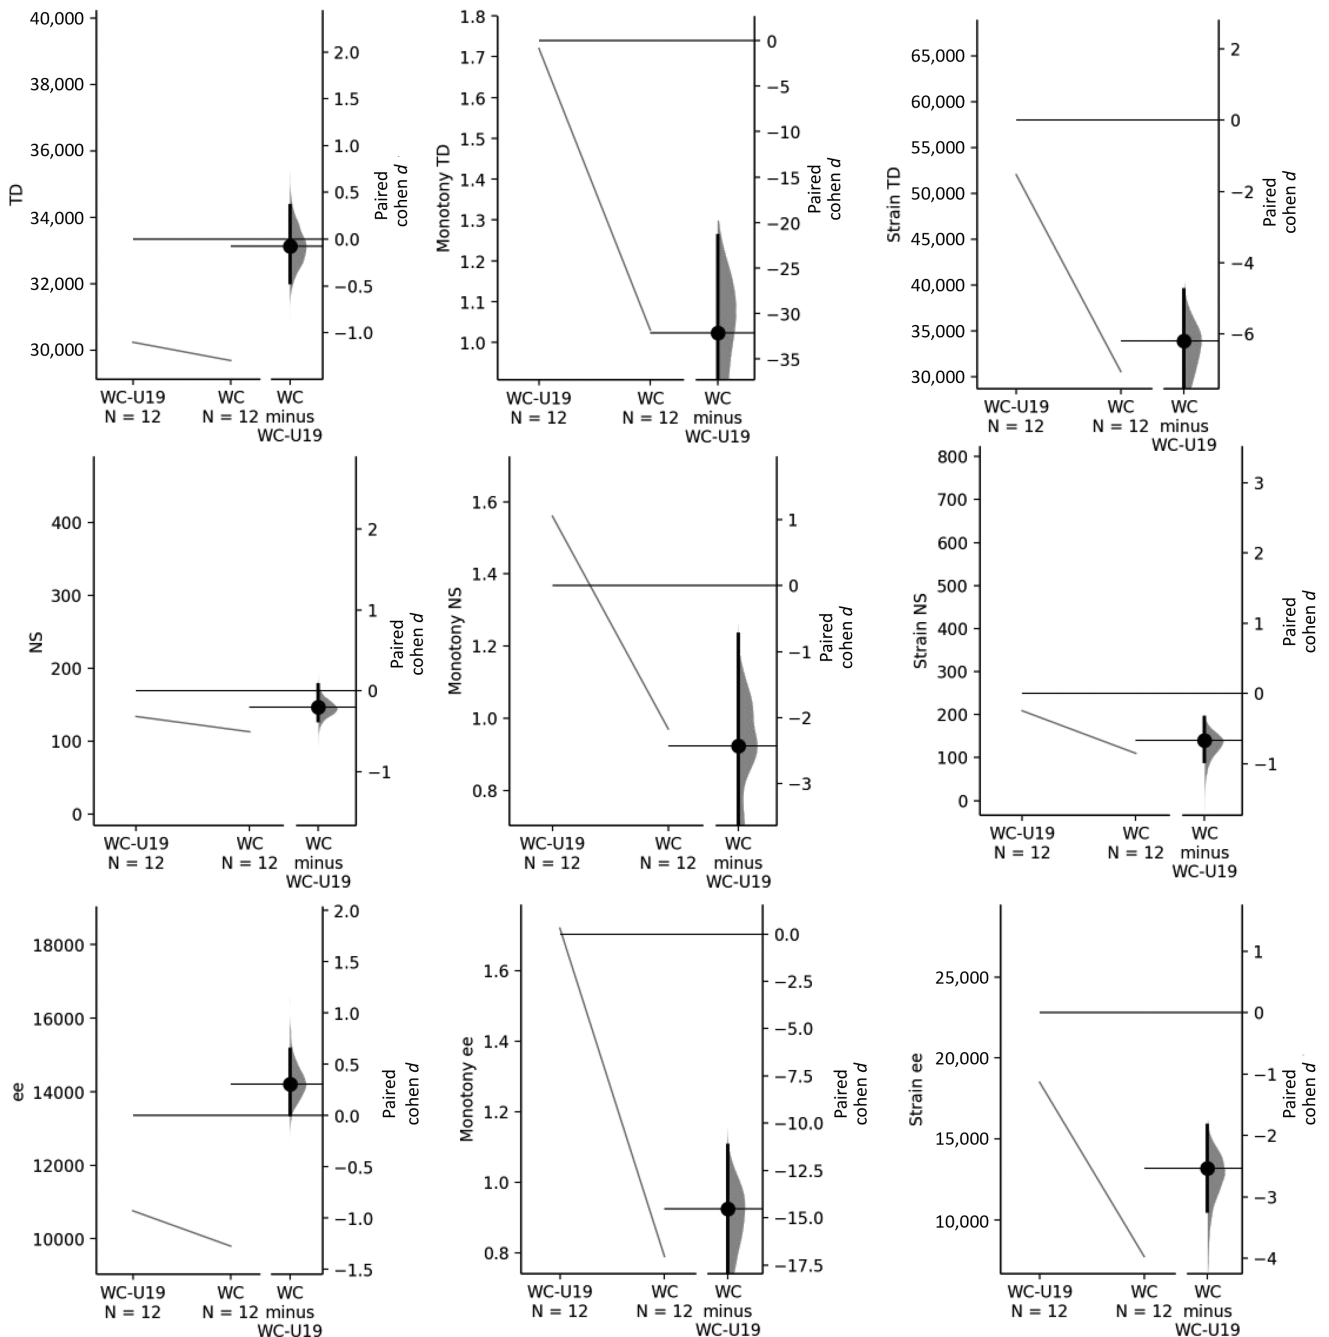 40,000
38,000
36,000
34,000
32,000
30,000
TD
2.0
1.5
1.0
0.5
0.0
−0.5
−1.0
Paired
cohen d
WC-U19
N = 12
WC
N = 12
WC
minus
WC-U19
1.8
1.7
1.6
1.5
1.4
1.3
1.2
1.1
1.0
Monotony TD
0
−5
−10
−15
−20
−25
−30
−35
Paired
cohen d
WC-U19
N = 12
WC
N = 12
WC
minus
WC-U19
65,000
60,000
55,000
50,000
45,000
40,000
35,000
30,000
Strain TD
2
0
−2
−4
−6
Paired
cohen d
WC-U19
N = 12
WC
N = 12
WC
minus
WC-U19
400
300
200
100
0
NS
2
1
0
−1
Paired
cohen d
WC-U19
N = 12
WC
N = 12
WC
minus
WC-U19
1.6
1.4
1.2
1.0
0.8
Monotony NS
1
0
−1
−2
−3
Paired
cohen d
WC-U19
N = 12
WC
N = 12
WC
minus
WC-U19
800
700
600
500
400
300
200
100
0
Strain NS
3
2
1
0
−1
Paired
cohen d
WC-U19
N = 12
WC
N = 12
WC
minus
WC-U19
18000
16000
14000
12000
10000
ee
2.0
1.5
1.0
0.5
0.0
−0.5
−1.0
−1.5
Paired
cohen d
WC-U19
N = 12
WC
N = 12
WC
minus
WC-U19
1.6
1.4
1.2
1.0
0.8
Monotony ee
0.0
−2.5
−5.0
−7.5
−10.0
−12.5
−15.0
−17.5
Paired
cohen d
WC-U19
N = 12
WC
N = 12
WC
minus
WC-U19
25,000
20,000
15,000
10,000
Strain ee
1
0
−1
−2
−3
−4
Paired
cohen d
WC-U19
N = 12
WC
N = 12
WC
minus
WC-U19